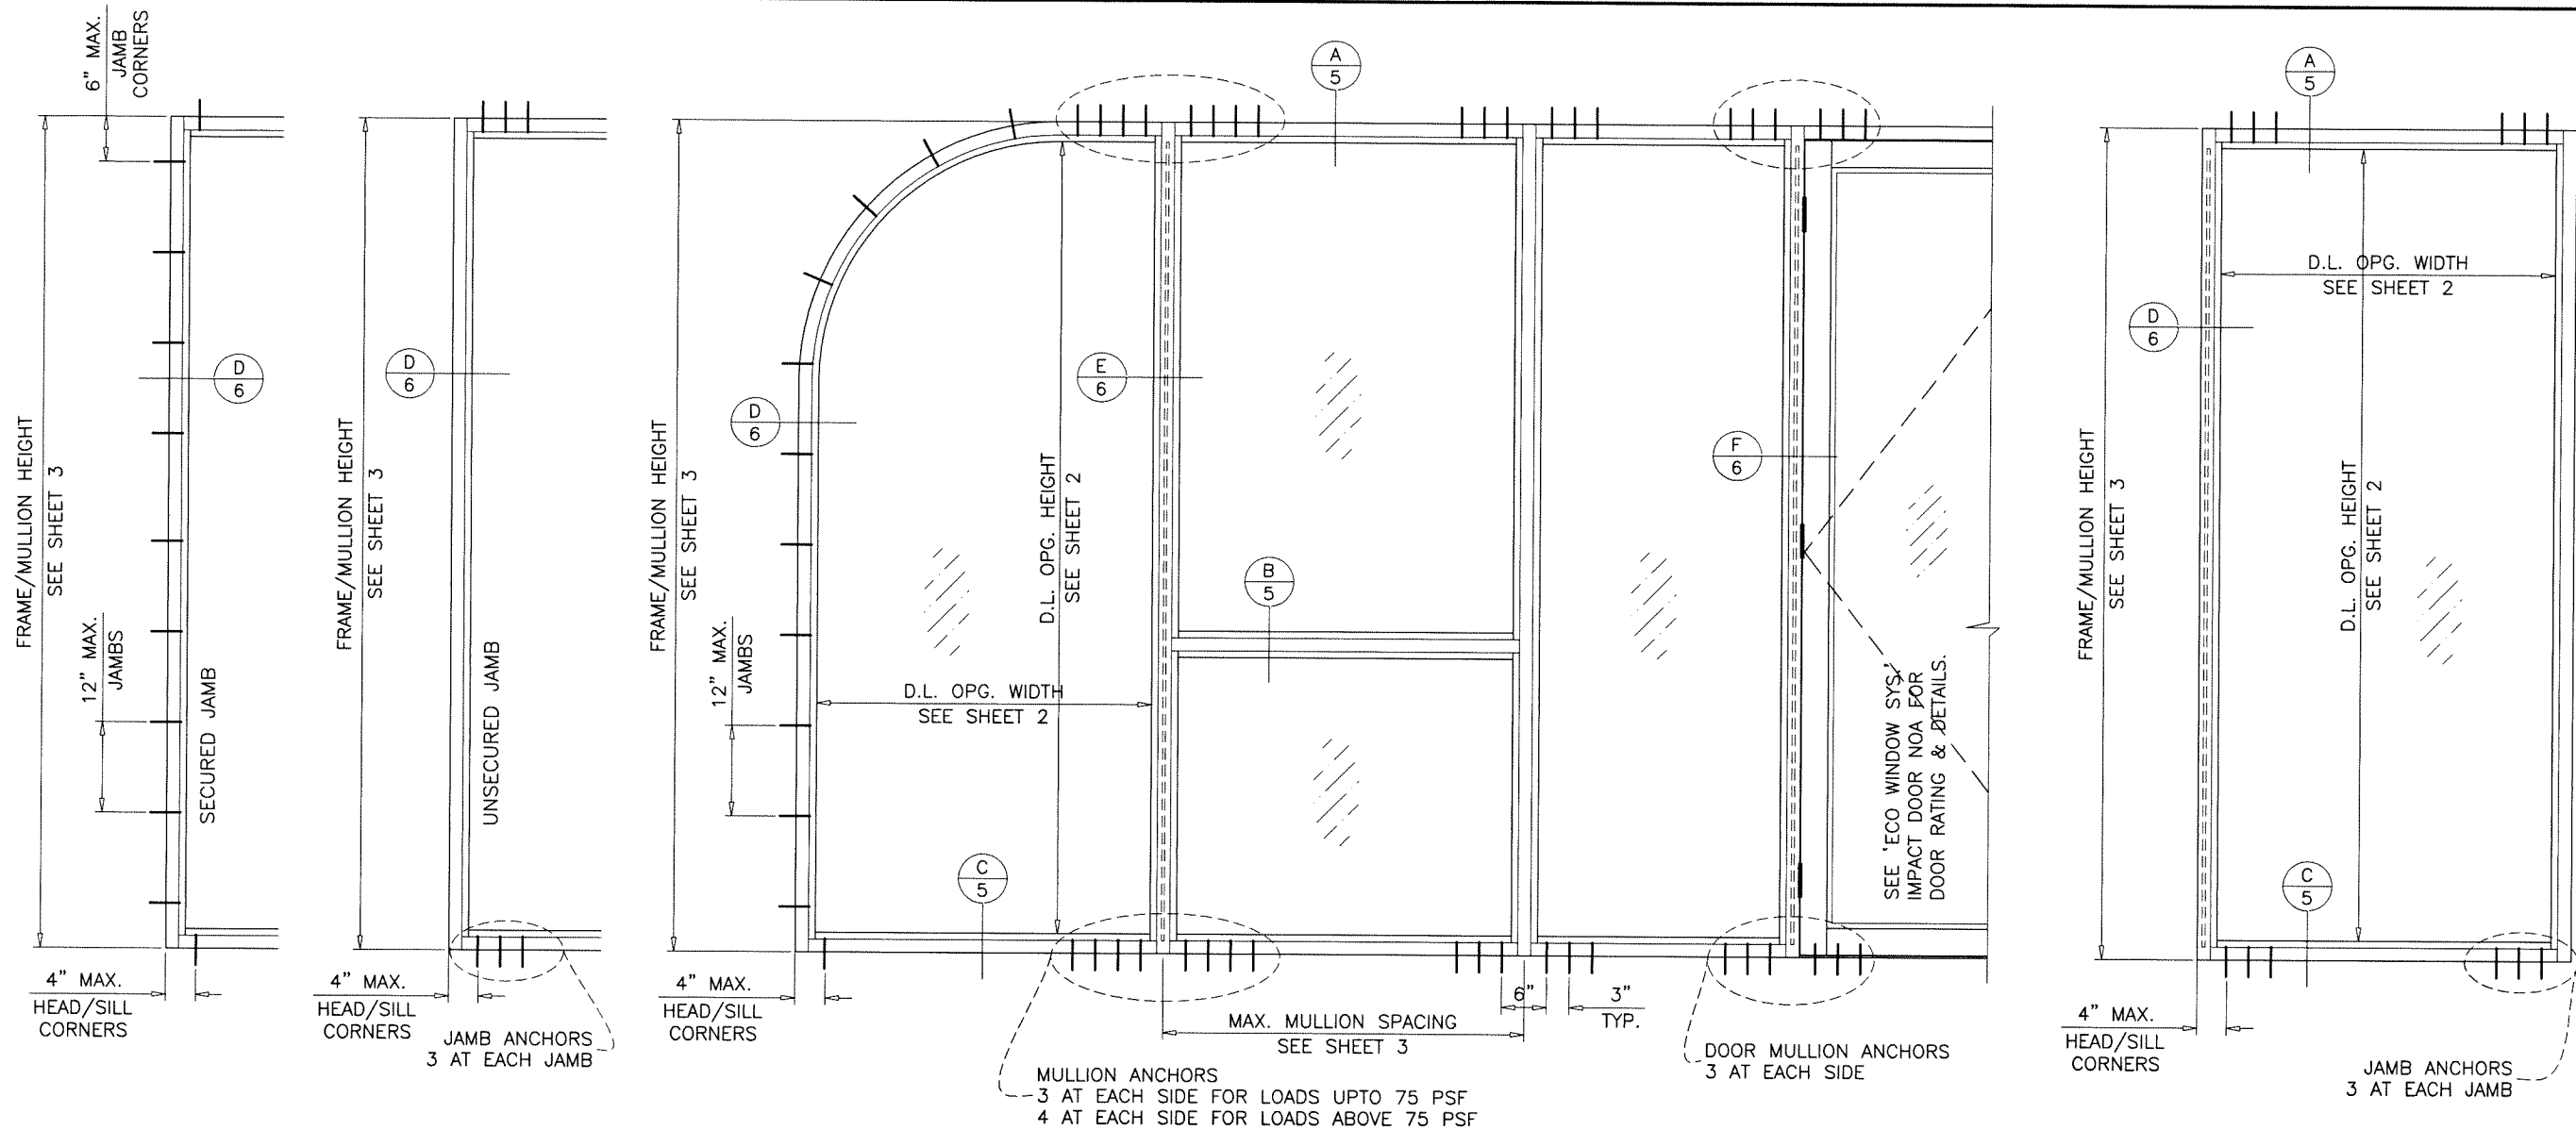 6" MAX.
JAMB
CORNERS
FRAME/MULLION HEIGHT
SEE SHEET 3
12" MAX.
JAMBS
D
6
SECURED JAMB
4" MAX.
HEAD/SILL
CORNERS
FRAME/MULLION HEIGHT
SEE SHEET 3
D
6
UNSECURED JAMB
4" MAX.
HEAD/SILL
CORNERS
JAMB ANCHORS
3 AT EACH JAMB
FRAME/MULLION HEIGHT
SEE SHEET 3
12" MAX.
JAMBS
D
6
D.L. OPG. WIDTH
SEE SHEET 2
D.L. OPG. HEIGHT
SEE SHEET 2
C
5
4" MAX.
HEAD/SILL
CORNERS
A
5
E
6
B
5
MAX. MULLION SPACING
SEE SHEET 3
6"
3"
TYP.
MULLION ANCHORS
3 AT EACH SIDE FOR LOADS UPTO 75 PSF
4 AT EACH SIDE FOR LOADS ABOVE 75 PSF
F
6
SEE 'ECO WINDOW SYS.'
IMPACT DOOR NOA FOR
DOOR RATING & DETAILS.
DOOR MULLION ANCHORS
3 AT EACH SIDE
A
5
D.L. OPG. WIDTH
SEE SHEET 2
D
6
FRAME/MULLION HEIGHT
SEE SHEET 3
D.L. OPG. HEIGHT
SEE SHEET 2
C
5
4" MAX.
HEAD/SILL
CORNERS
JAMB ANCHORS
3 AT EACH JAMB